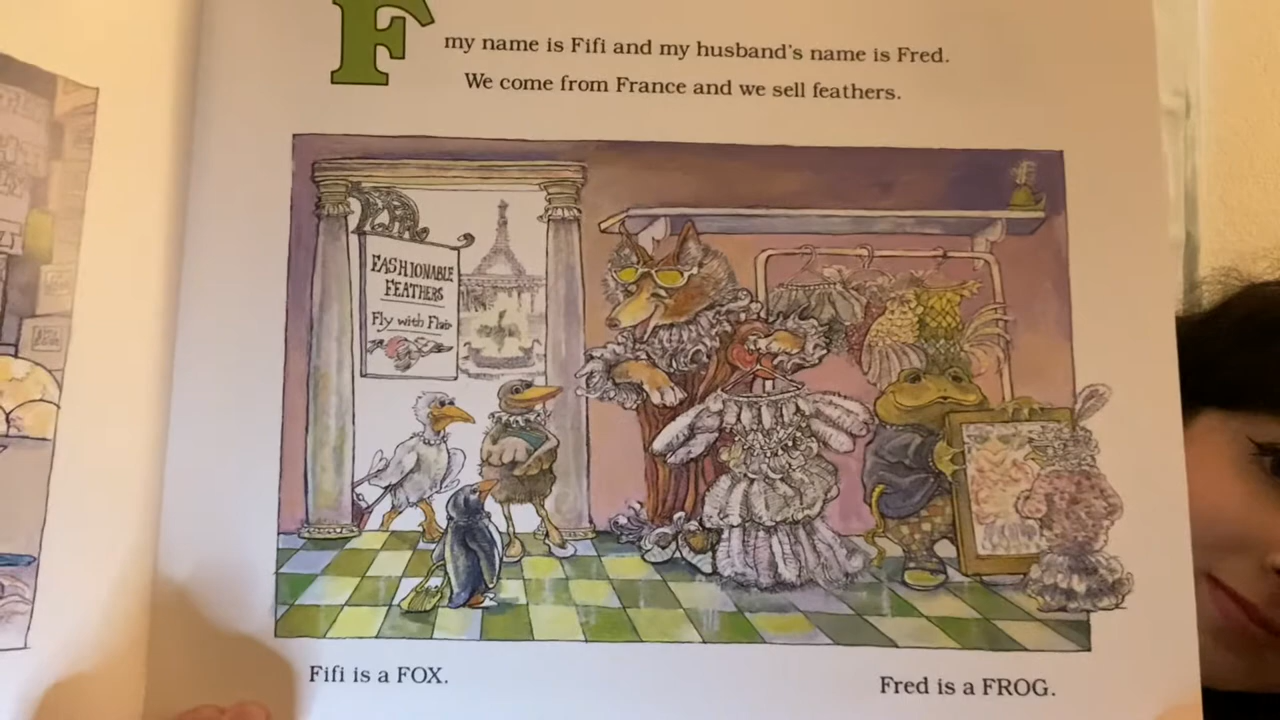 F
my name is Fifi and my husband's name is Fred.
We come from France and we sell feathers.
FASHIONABLE
FEATHERS
Fly with Flair
Fifi is a FOX.
Fred is a FROG.